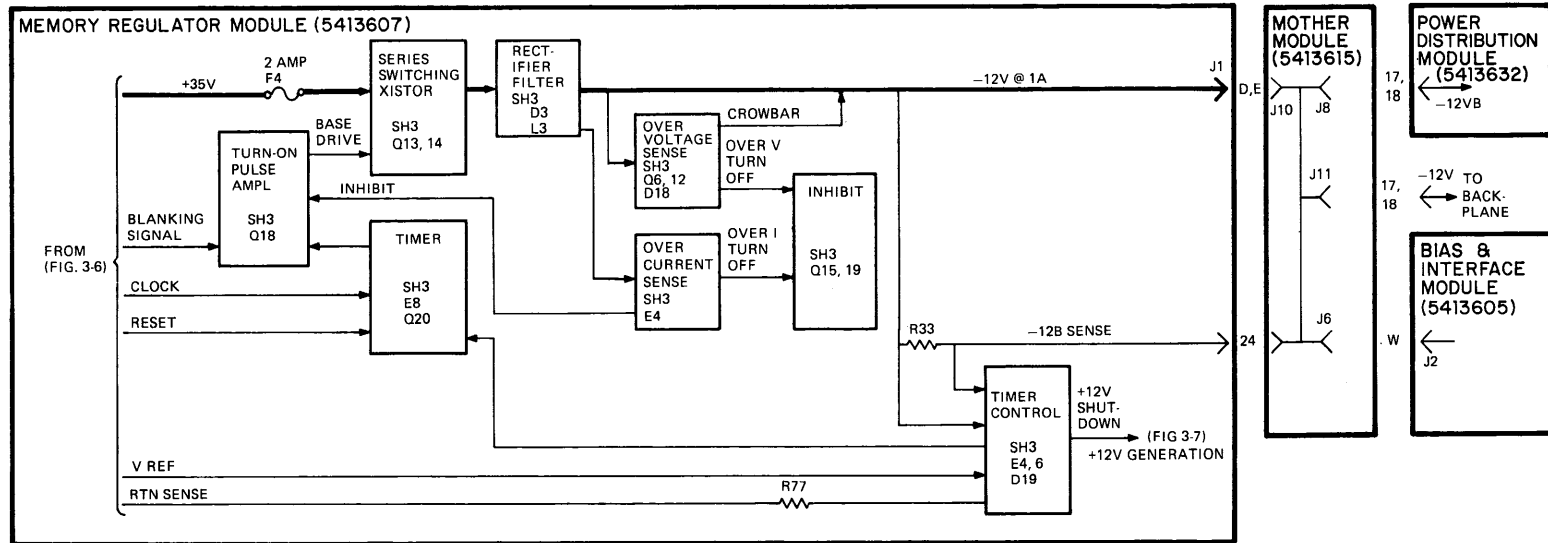 MEMORY REGULATOR MODULE (5413607)
2 AMP
F4
+35V
SERIES
SWITCHING
XISTOR
SH3
Q13, 14
RECT-
IFIER
FILTER
SH3
D3
L3
−12V @ 1A
J1
D,E
BASE
DRIVE
TURN-ON
PULSE
AMPL
SH3
Q18
INHIBIT
CROWBAR
OVER
VOLTAGE
SENSE
SH3
Q6, 12
D18
OVER V
TURN
OFF
INHIBIT
SH3
Q15, 19
BLANKING
SIGNAL
FROM
(FIG. 3-6)
TIMER
SH3
E8
Q20
OVER
CURRENT
SENSE
SH3
E4
OVER I
TURN
OFF
CLOCK
RESET
R33
−12B SENSE
24
TIMER
CONTROL
SH3
E4, 6
D19
+12V
SHUT-
DOWN
(FIG 3-7)
+12V GENERATION
V REF
RTN SENSE
R77
MOTHER
MODULE
(5413615)
J10
J8
J11
J6
17,
18
17,
18
W
POWER
DISTRIBUTION
MODULE
(5413632)
−12VB
−12V TO
BACK-
PLANE
BIAS &
INTERFACE
MODULE
(5413605)
J2